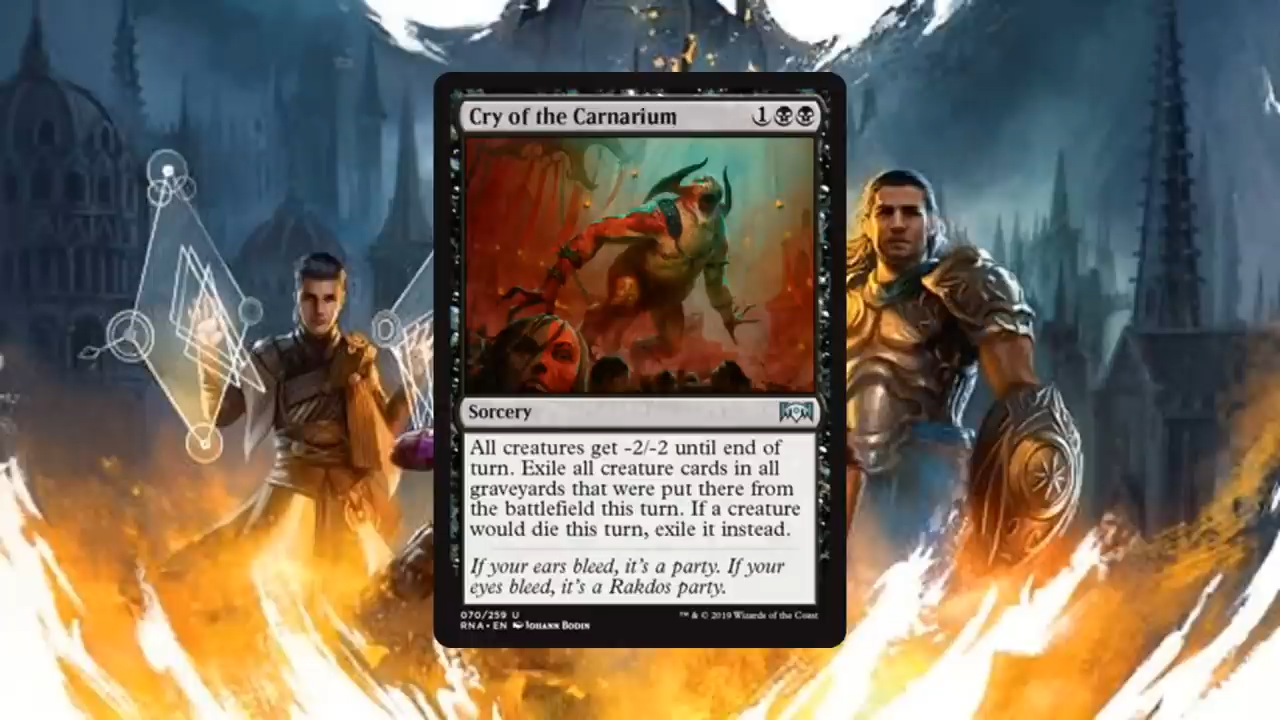 Cry of the Carnarium 1
Sorcery
All creatures get -2/-2 until end of
turn. Exile all creature cards in all
graveyards that were put there from
the battlefield this turn. If a creature
would die this turn, exile it instead.
If your ears bleed, it's a party. If your
eyes bleed, it's a Rakdos party.
070/259 U
RNA • EN Johann Bodin
™ & © 2019 Wizards of the Coast